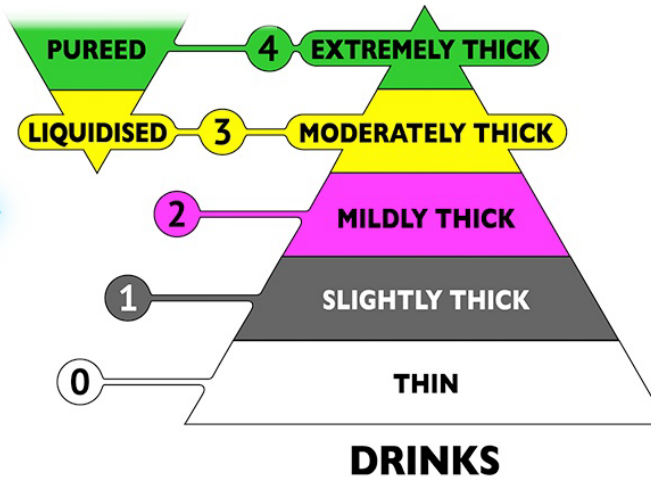 PUREED 4 EXTREMELY THICK
LIQUIDISED 3 MODERATELY THICK
2 MILDLY THICK
1 SLIGHTLY THICK
0 THIN
DRINKS